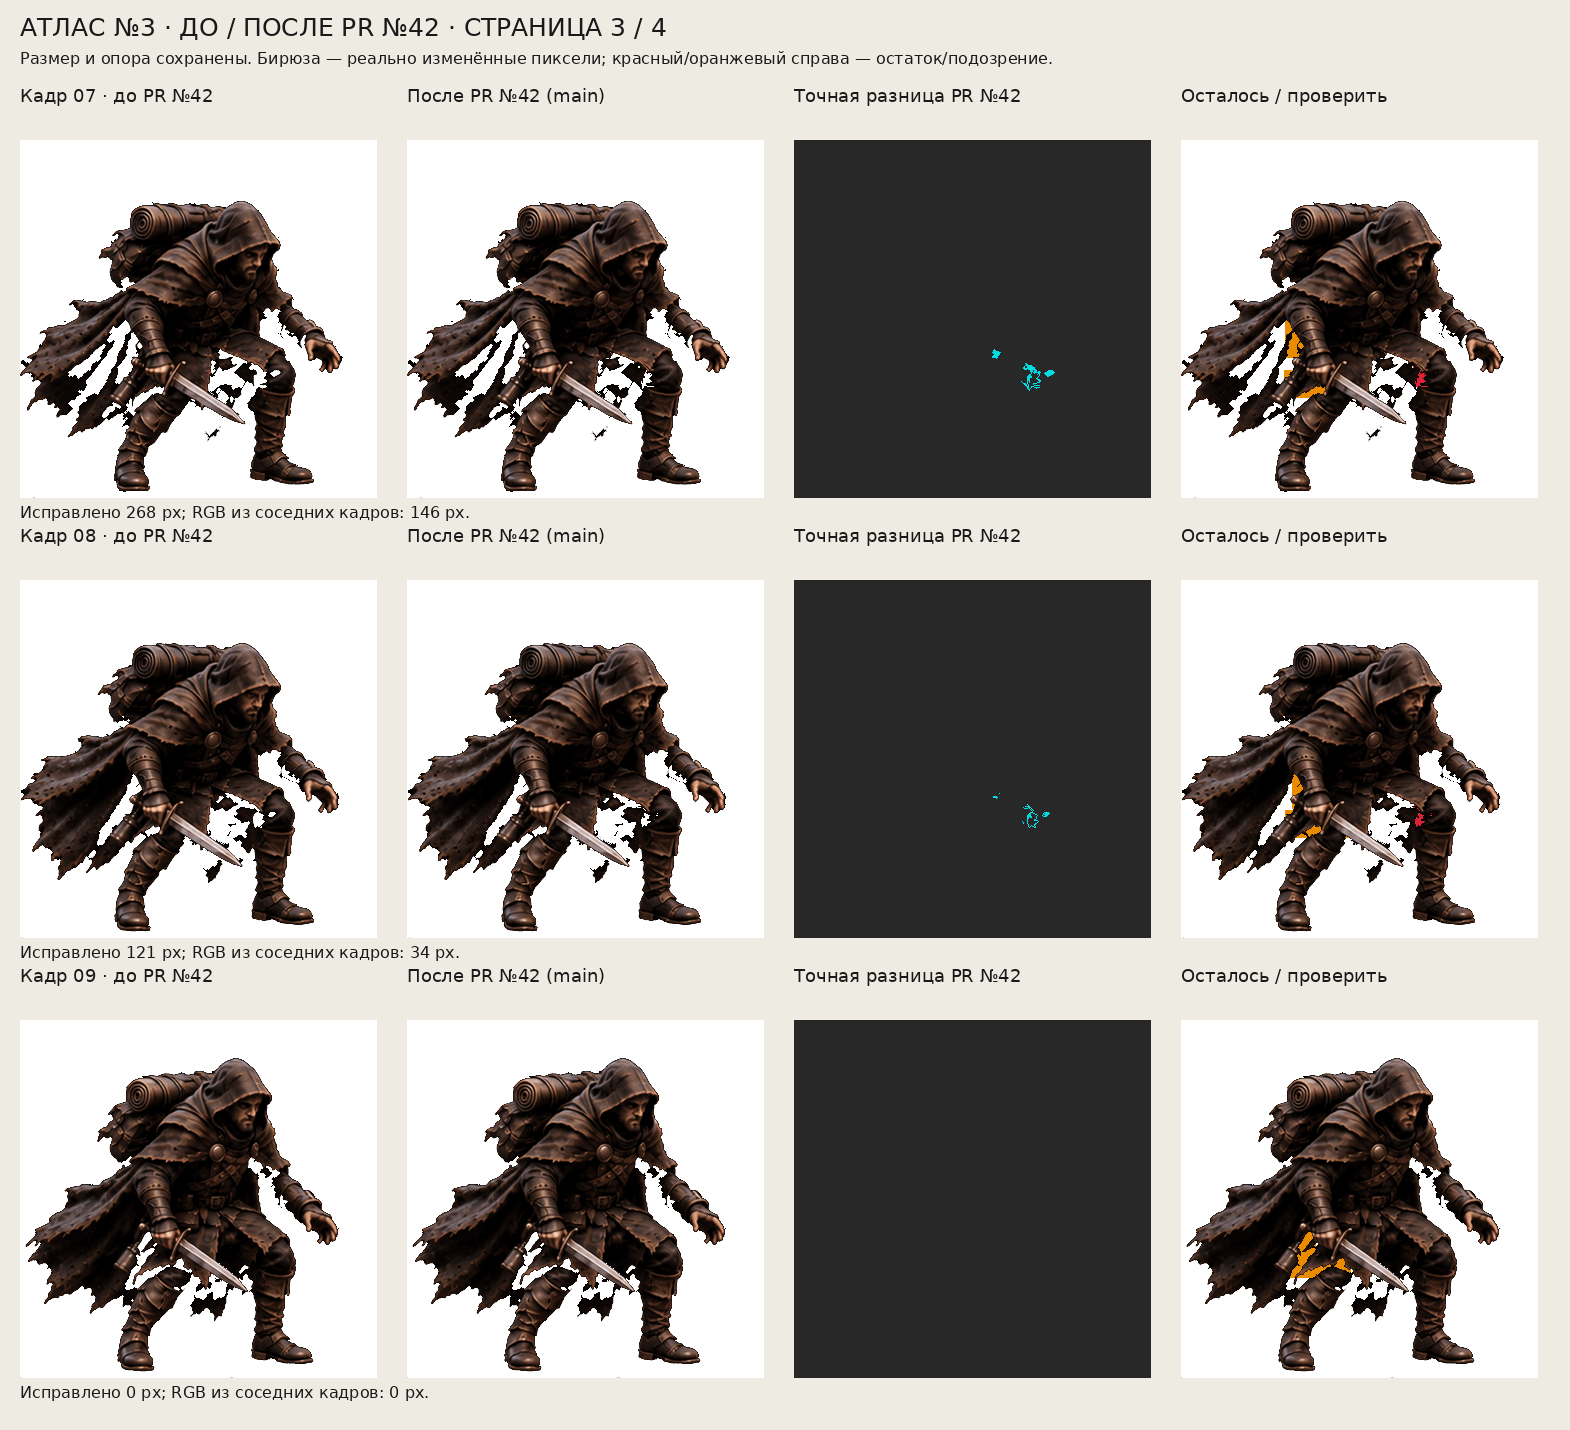 АТЛАС №3 · ДО / ПОСЛЕ PR №42 · СТРАНИЦА 3 / 4
Размер и опора сохранены. Бирюза — реально изменённые пиксели; красный/оранжевый справа — остаток/подозрение.
Кадр 07 · до PR №42
После PR №42 (main)
Точная разница PR №42
Осталось / проверить
Исправлено 268 px; RGB из соседних кадров: 146 px.
Кадр 08 · до PR №42
После PR №42 (main)
Точная разница PR №42
Осталось / проверить
Исправлено 121 px; RGB из соседних кадров: 34 px.
Кадр 09 · до PR №42
После PR №42 (main)
Точная разница PR №42
Осталось / проверить
Исправлено 0 px; RGB из соседних кадров: 0 px.